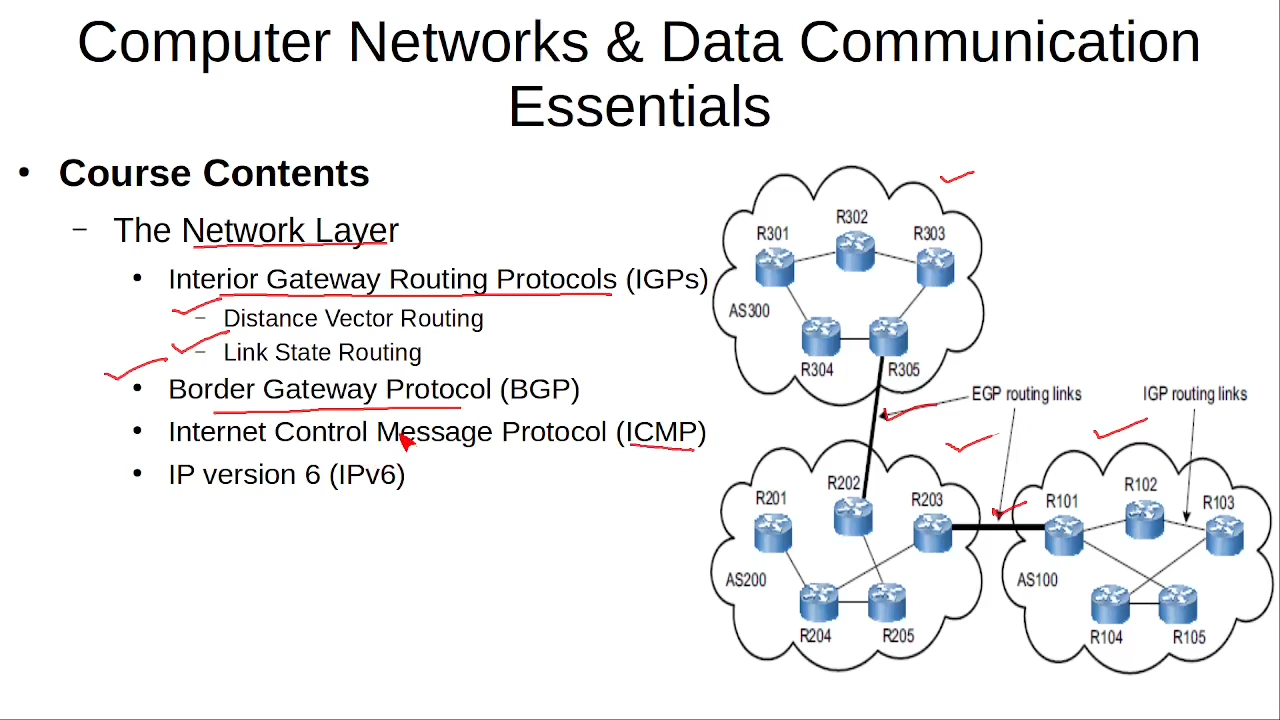 Computer Networks & Data Communication
Essentials
• Course Contents
– The Network Layer
• Interior Gateway Routing Protocols (IGPs)
– Distance Vector Routing
– Link State Routing
• Border Gateway Protocol (BGP)
• Internet Control Message Protocol (ICMP)
• IP version 6 (IPv6)
R302
R301
R303
AS300
R304
R305
EGP routing links
IGP routing links
R202
R201
R203
AS200
R204
R205
R102
R101
R103
AS100
R104
R105